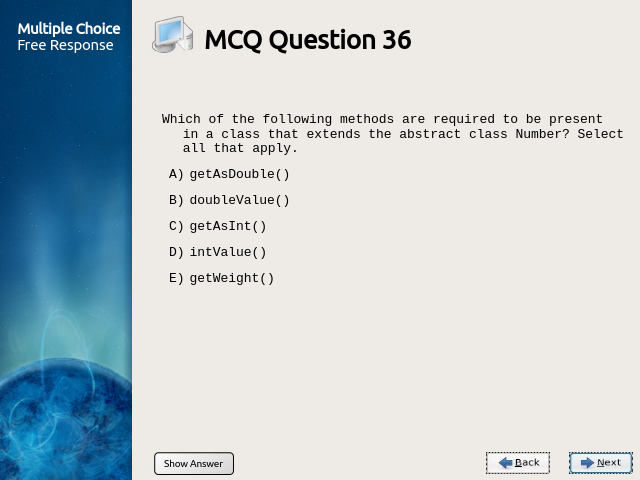 Multiple Choice
Free Response
MCQ Question 36
Which of the following methods are required to be present
in a class that extends the abstract class Number? Select
all that apply.
A) getAsDouble()
B) doubleValue()
C) getAsInt()
D) intValue()
E) getWeight()
Show Answer
Back
Next